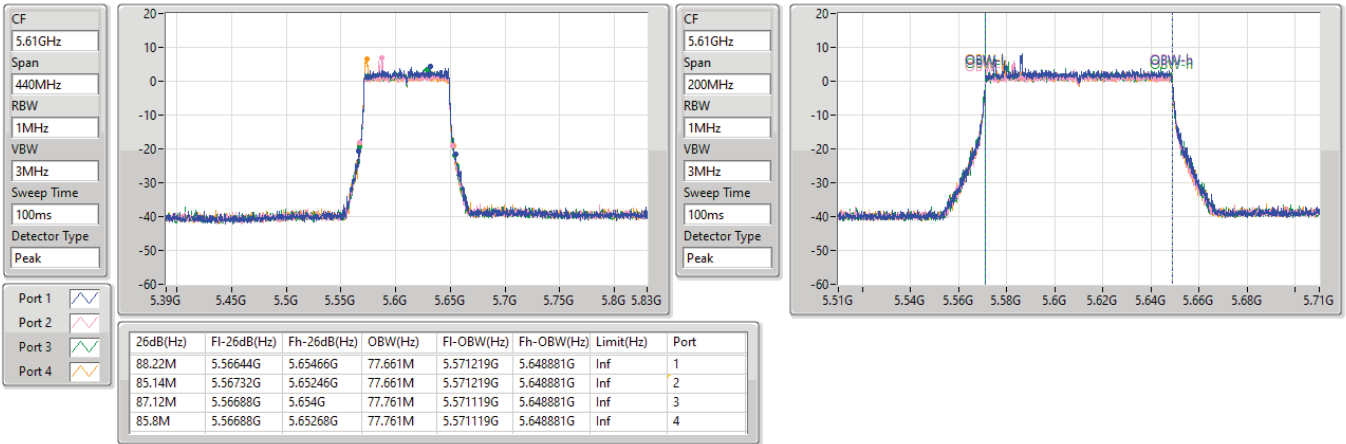 CF
5.61GHz
Span
440MHz
RBW
1MHz
VBW
3MHz
Sweep Time
100ms
Detector Type
Peak
20
10
0
-10
-20
-30
-40
-50
-60
5.39G 5.45G 5.5G 5.55G 5.6G 5.65G 5.7G 5.75G 5.8G 5.83G
CF
5.61GHz
Span
200MHz
RBW
1MHz
VBW
3MHz
Sweep Time
100ms
Detector Type
Peak
20
10
0
-10
-20
-30
-40
-50
-60
OBW-h
5.51G 5.54G 5.56G 5.58G 5.6G 5.62G 5.64G 5.66G 5.68G 5.71G
Port 1
Port 2
Port 3
Port 4
26dB(Hz) Fl-26dB(Hz) Fh-26dB(Hz) OBW(Hz) Fl-OBW(Hz) Fh-OBW(Hz) Limit(Hz) Port
88.22M 5.56644G 5.65466G 77.661M 5.571219G 5.648881G Inf 1
85.14M 5.56732G 5.65246G 77.661M 5.571219G 5.648881G Inf 2
87.12M 5.56688G 5.654G 77.761M 5.571119G 5.648881G Inf 3
85.8M 5.56688G 5.65268G 77.761M 5.571119G 5.648881G Inf 4